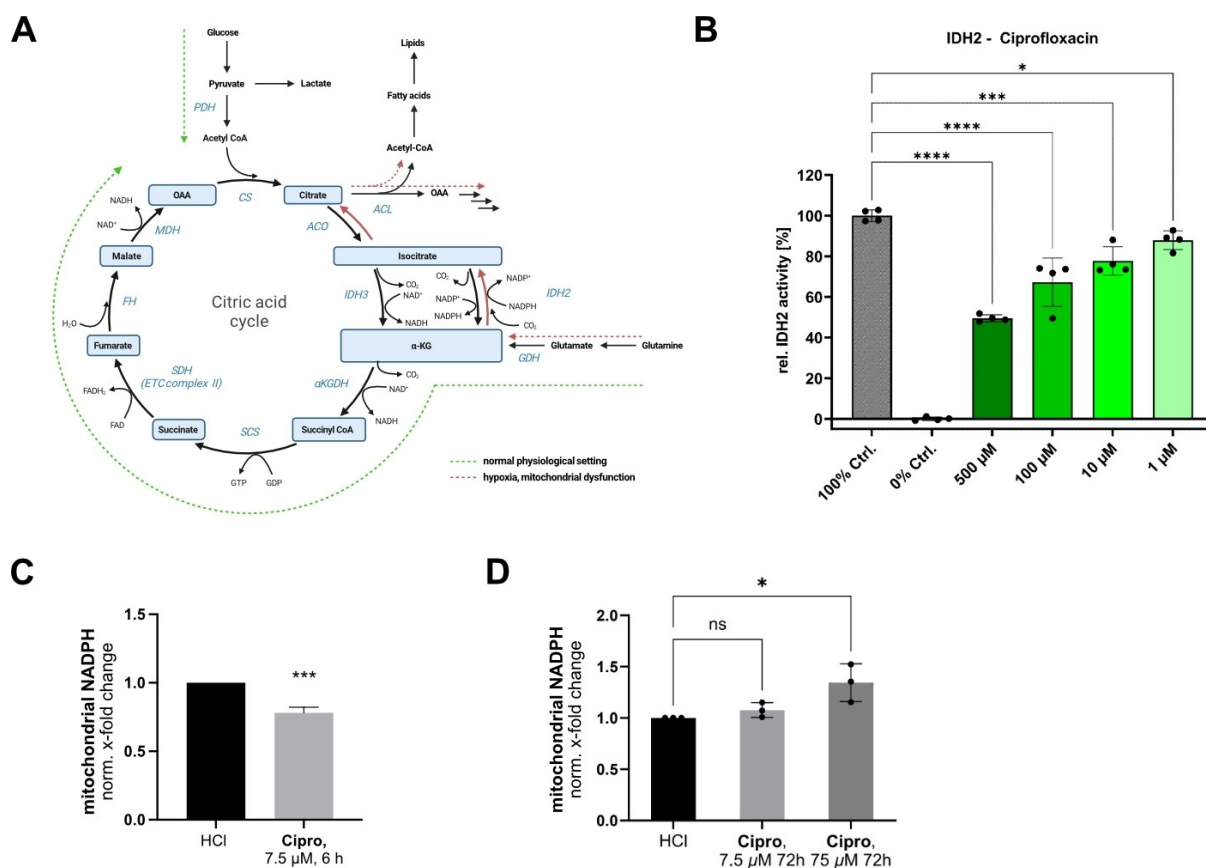 A
Glucose
Pyruvate
Lactate
PDH
Acetyl CoA
Lipids
Fatty acids
Acetyl-CoA
OAA
CS
Citrate
ACL
OAA
NADH
NAD⁺
MDH
ACO
Malate
Isocitrate
Citric acid
cycle
FH
H₂O
IDH3
CO₂
NAD⁺
NADH
CO₂
NADP⁺
NADPH
NADP⁺
NADPH
CO₂
IDH2
Fumarate
α-KG
Glutamate
Glutamine
GDH
SDH
(ETC complex II)
FADH₂
FAD
αKGDH
CO₂
NAD⁺
NADH
Succinate
SCS
Succinyl CoA
GTP
GDP
normal physiological setting
hypoxia, mitochondrial dysfunction
B
IDH2 - Ciprofloxacin
*
***
****
****
rel. IDH2 activity [%]
120
100
80
60
40
20
0
100% Ctrl.
0% Ctrl.
500 µM
100 µM
10 µM
1 µM
C
mitochondrial NADPH
norm. x-fold change
1.5
1.0
0.5
0.0
***
HCl
Cipro,
7.5 µM, 6 h
D
mitochondrial NADPH
norm. x-fold change
2.0
1.5
1.0
0.5
0.0
*
ns
HCl
Cipro,
7.5 µM 72h
Cipro,
75 µM 72h